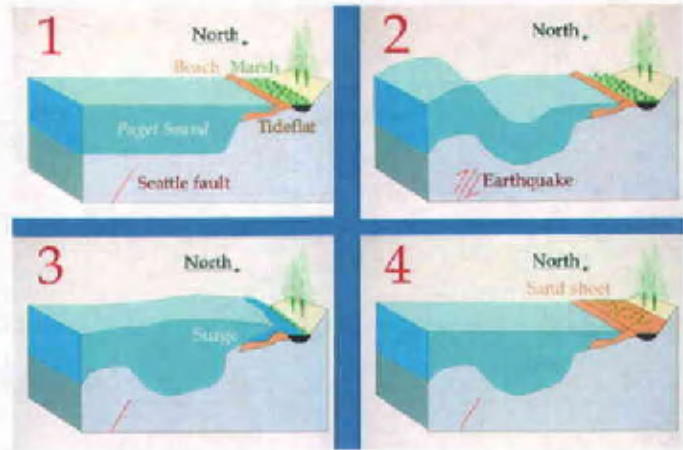 1
North
Beach Marsh
Puget Sound
Tideflat
Seattle fault
2
North
Earthquake
3
North
Surge
4
North
Sand sheet